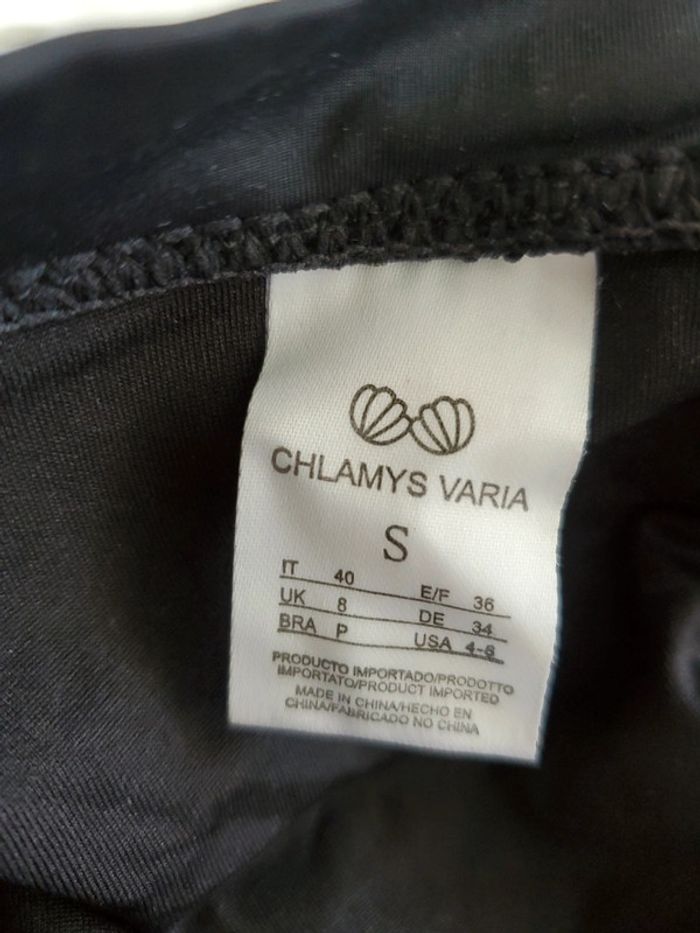 CHLAMYS VARIA
S
IT 40 E/F 36
UK 8 DE 34
BRA P USA 4-6
PRODUCTO IMPORTADO/PRODOTTO
IMPORTATO/PRODUCT IMPORTED
MADE IN CHINA/HECHO EN
CHINA/FABRICADO NO CHINA